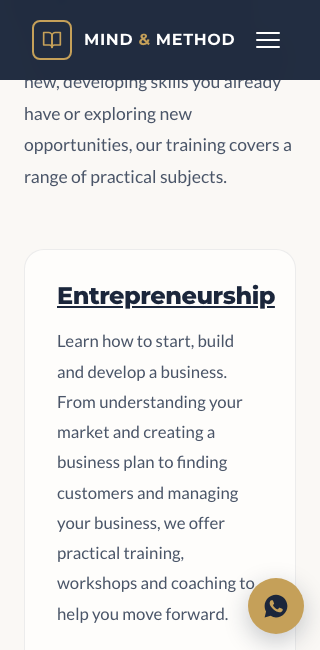 MIND & METHOD
new, developing skills you already
have or exploring new
opportunities, our training covers a
range of practical subjects.
Entrepreneurship
Learn how to start, build
and develop a business.
From understanding your
market and creating a
business plan to finding
customers and managing
your business, we offer
practical training,
workshops and coaching to
help you move forward.